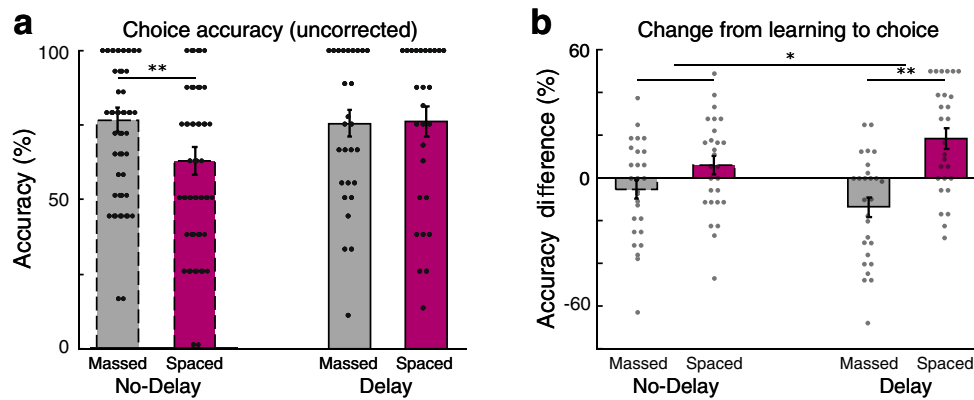 a
Choice accuracy (uncorrected)
100
50
0
Accuracy (%)
**
Massed Spaced Massed Spaced
No-Delay Delay
b
Change from learning to choice
60
0
-60
Accuracy difference (%)
*
**
Massed Spaced Massed Spaced
No-Delay Delay